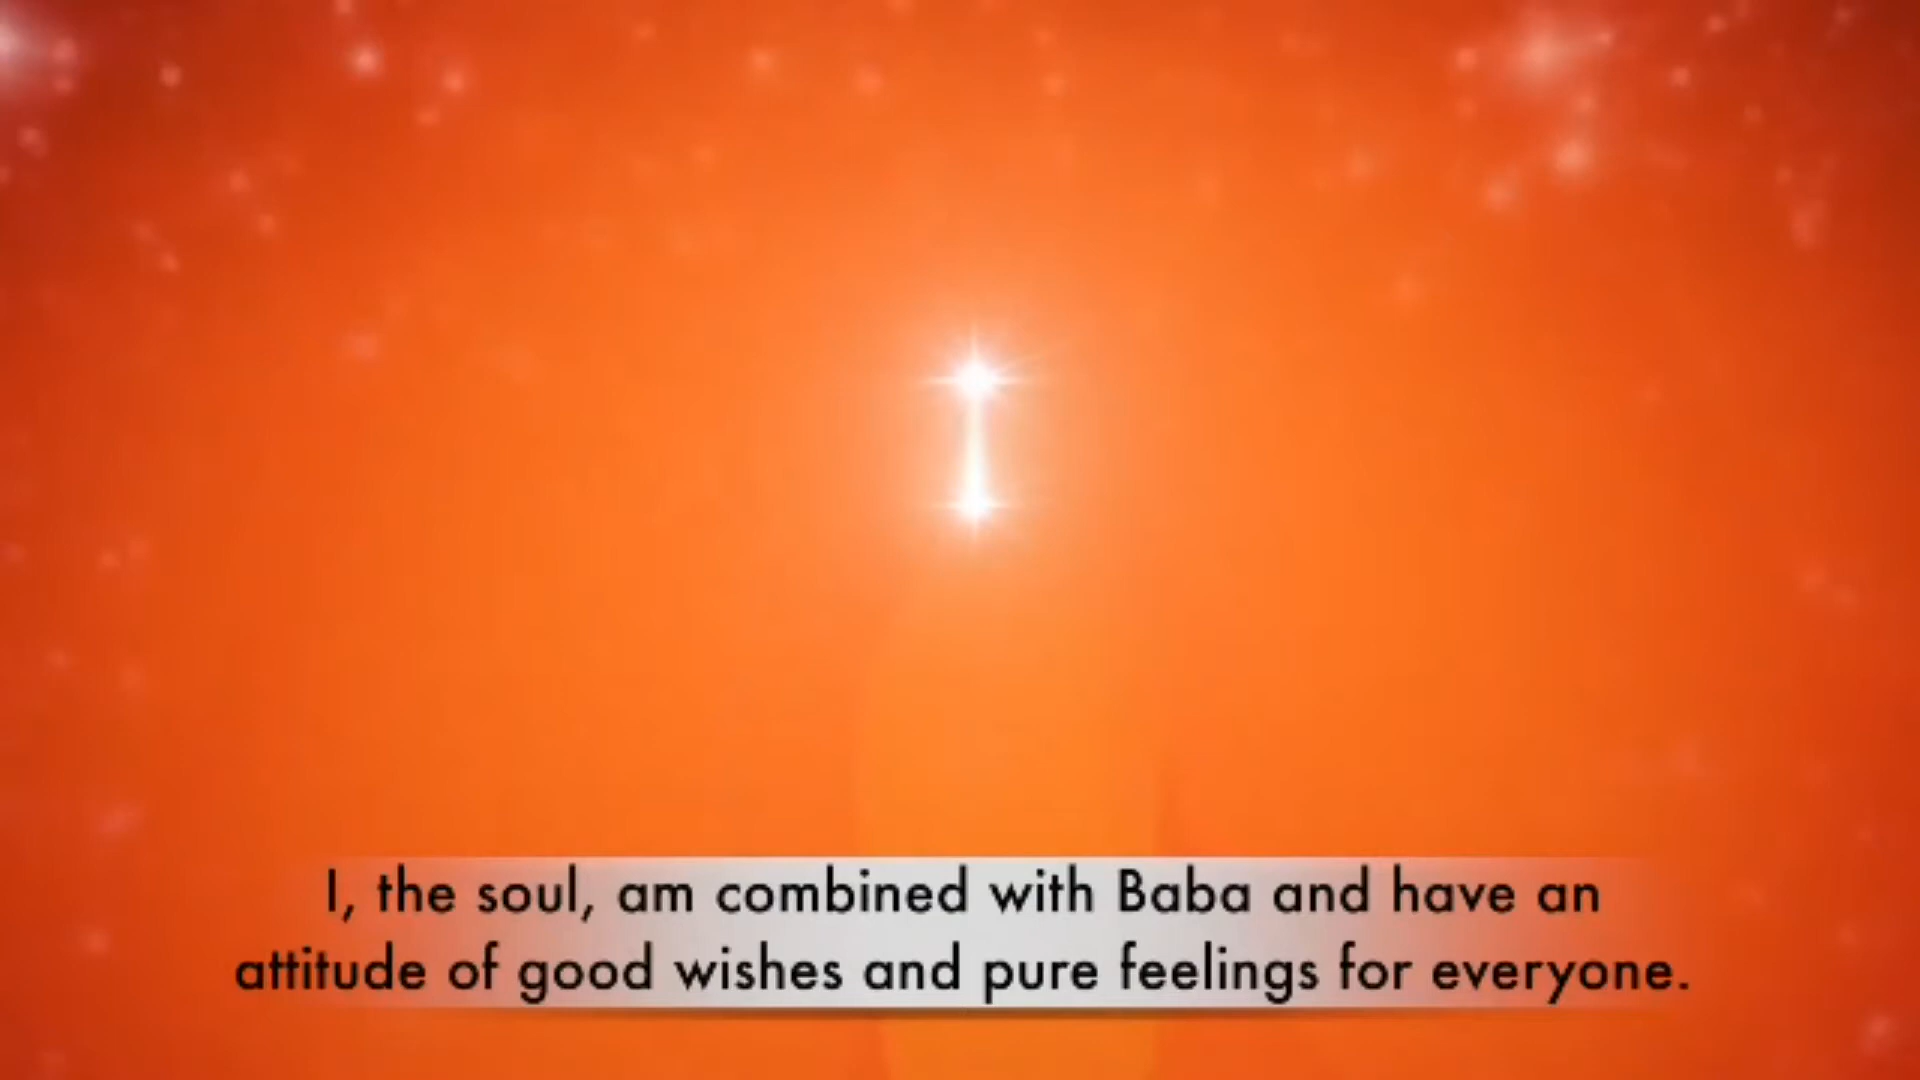 I, the soul, am combined with Baba and have an
attitude of good wishes and pure feelings for everyone.